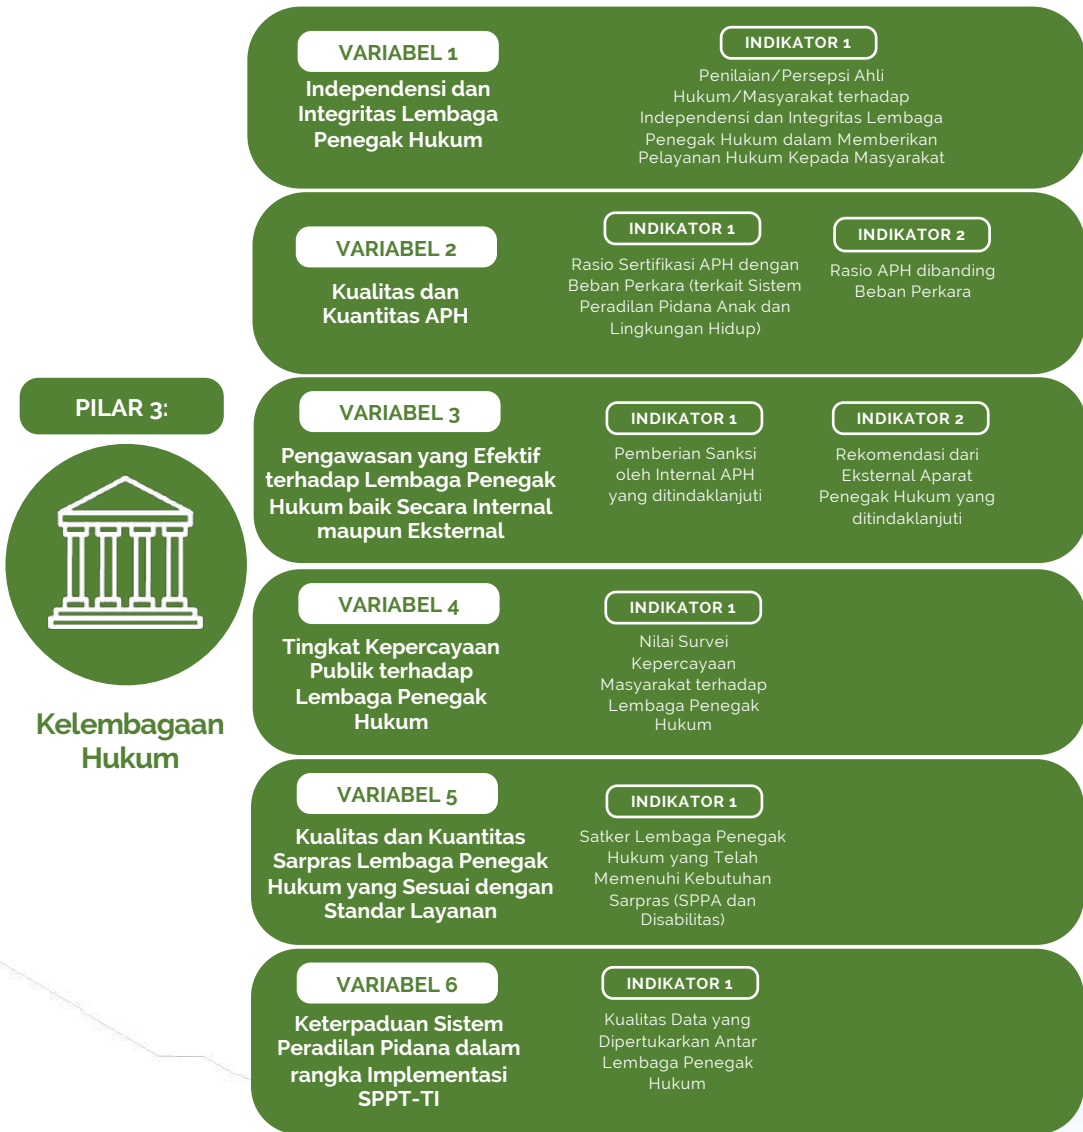 PILAR 3:
Kelembagaan
Hukum
VARIABEL 1
Independensi dan
Integritas Lembaga
Penegak Hukum
INDIKATOR 1
Penilaian/Persepsi Ahli
Hukum/Masyarakat terhadap
Independensi dan Integritas Lembaga
Penegak Hukum dalam Memberikan
Pelayanan Hukum Kepada Masyarakat
VARIABEL 2
Kualitas dan
Kuantitas APH
INDIKATOR 1
Rasio Sertifikasi APH dengan
Beban Perkara (terkait Sistem
Peradilan Pidana Anak dan
Lingkungan Hidup)
INDIKATOR 2
Rasio APH dibanding
Beban Perkara
VARIABEL 3
Pengawasan yang Efektif
terhadap Lembaga Penegak
Hukum baik Secara Internal
maupun Eksternal
INDIKATOR 1
Pemberian Sanksi
oleh Internal APH
yang ditindaklanjuti
INDIKATOR 2
Rekomendasi dari
Eksternal Aparat
Penegak Hukum yang
ditindaklanjuti
VARIABEL 4
Tingkat Kepercayaan
Publik terhadap
Lembaga Penegak
Hukum
INDIKATOR 1
Nilai Survei
Kepercayaan
Masyarakat terhadap
Lembaga Penegak
Hukum
VARIABEL 5
Kualitas dan Kuantitas
Sarpras Lembaga Penegak
Hukum yang Sesuai dengan
Standar Layanan
INDIKATOR 1
Satker Lembaga Penegak
Hukum yang Telah
Memenuhi Kebutuhan
Sarpras (SPPA dan
Disabilitas)
VARIABEL 6
Keterpaduan Sistem
Peradilan Pidana dalam
rangka Implementasi
SPPT-TI
INDIKATOR 1
Kualitas Data yang
Dipertukarkan Antar
Lembaga Penegak
Hukum